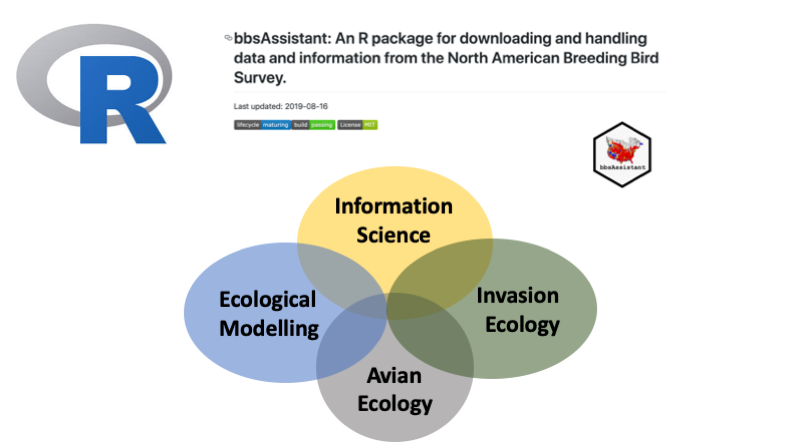 R
bbsAssistant: An R package for downloading and handling
data and information from the North American Breeding Bird
Survey.
Last updated: 2019-08-16
lifecycle maturing build passing License MIT
bbsAssistant
Information
Science
Ecological
Modelling
Invasion
Ecology
Avian
Ecology